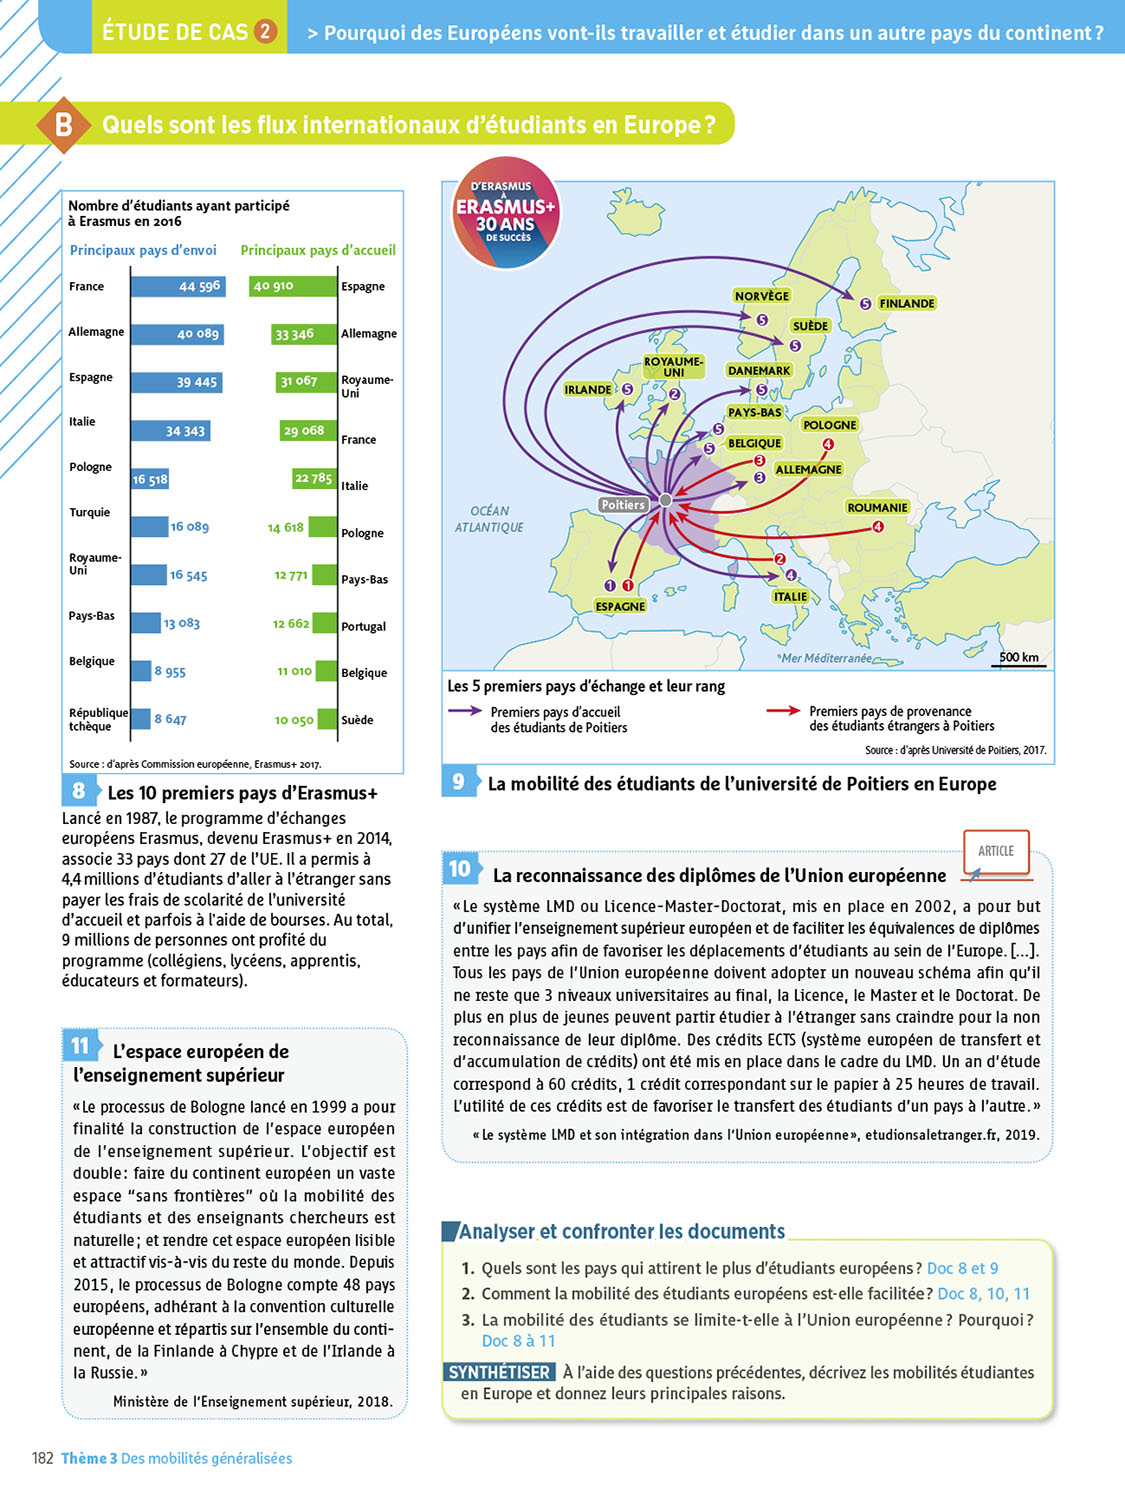 ÉTUDE DE CAS 2
> Pourquoi des Européens vont-ils travailler et étudier dans un autre pays du continent ?
B Quels sont les flux internationaux d'étudiants en Europe ?
Nombre d'étudiants ayant participé
à Erasmus en 2016
Principaux pays d'envoi Principaux pays d'accueil
France 44 596 40 910 Espagne
Allemagne 40 089 33 346 Allemagne
Espagne 39 445 31 067 Royaume-
Uni
Italie 34 343 29 068 France
Pologne 16 518 22 785 Italie
Turquie 16 089 14 618 Pologne
Royaume-
Uni 16 545 12 771 Pays-Bas
Pays-Bas 13 083 12 662 Portugal
Belgique 8 955 11 010 Belgique
République
tchèque 8 647 10 050 Suède
Source : d'après Commission européenne, Erasmus+ 2017.
8 Les 10 premiers pays d'Erasmus+
Lancé en 1987, le programme d'échanges
européens Erasmus, devenu Erasmus+ en 2014,
associe 33 pays dont 27 de l'UE. Il a permis à
4,4 millions d'étudiants d'aller à l'étranger sans
payer les frais de scolarité de l'université
d'accueil et parfois à l'aide de bourses. Au total,
9 millions de personnes ont profité du
programme (collégiens, lycéens, apprentis,
éducateurs et formateurs).
D'ERASMUS
À
ERASMUS+
30 ANS
DE SUCCÈS
NORVÈGE
5
5 FINLANDE
SUÈDE
5
ROYAUME-
UNI
2
IRLANDE 5
DANEMARK
5
PAYS-BAS
5
BELGIQUE
5
POLOGNE
4
3
ALLEMAGNE
3
Poitiers
ROUMANIE
4
OCÉAN
ATLANTIQUE
2
4
ITALIE
1 1
ESPAGNE
Mer Méditerranée
500 km
Les 5 premiers pays d'échange et leur rang
Premiers pays d'accueil
des étudiants de Poitiers
Premiers pays de provenance
des étudiants étrangers à Poitiers
Source : d'après Université de Poitiers, 2017.
9 La mobilité des étudiants de l'université de Poitiers en Europe
ARTICLE
10 La reconnaissance des diplômes de l'Union européenne
« Le système LMD ou Licence-Master-Doctorat, mis en place en 2002, a pour but
d'unifier l'enseignement supérieur européen et de faciliter les équivalences de diplômes
entre les pays afin de favoriser les déplacements d'étudiants au sein de l'Europe. [...].
Tous les pays de l'Union européenne doivent adopter un nouveau schéma afin qu'il
ne reste que 3 niveaux universitaires au final, la Licence, le Master et le Doctorat. De
plus en plus de jeunes peuvent partir étudier à l'étranger sans craindre pour la non
reconnaissance de leur diplôme. Des crédits ECTS (système européen de transfert et
d'accumulation de crédits) ont été mis en place dans le cadre du LMD. Un an d'étude
correspond à 60 crédits, 1 crédit correspondant sur le papier à 25 heures de travail.
L'utilité de ces crédits est de favoriser le transfert des étudiants d'un pays à l'autre. »
« Le système LMD et son intégration dans l'Union européenne », etudionsaletranger.fr, 2019.
11 L'espace européen de
l'enseignement supérieur
« Le processus de Bologne lancé en 1999 a pour
finalité la construction de l'espace européen
de l'enseignement supérieur. L'objectif est
double : faire du continent européen un vaste
espace "sans frontières" où la mobilité des
étudiants et des enseignants chercheurs est
naturelle ; et rendre cet espace européen lisible
et attractif vis-à-vis du reste du monde. Depuis
2015, le processus de Bologne compte 48 pays
européens, adhérant à la convention culturelle
européenne et répartis sur l'ensemble du conti-
nent, de la Finlande à Chypre et de l'Irlande à
la Russie. »
Ministère de l'Enseignement supérieur, 2018.
Analyser et confronter les documents
1. Quels sont les pays qui attirent le plus d'étudiants européens ? Doc 8 et 9
2. Comment la mobilité des étudiants européens est-elle facilitée ? Doc 8, 10, 11
3. La mobilité des étudiants se limite-t-elle à l'Union européenne ? Pourquoi ?
Doc 8 à 11
SYNTHÉTISER À l'aide des questions précédentes, décrivez les mobilités étudiantes
en Europe et donnez leurs principales raisons.
182 Thème 3 Des mobilités généralisées